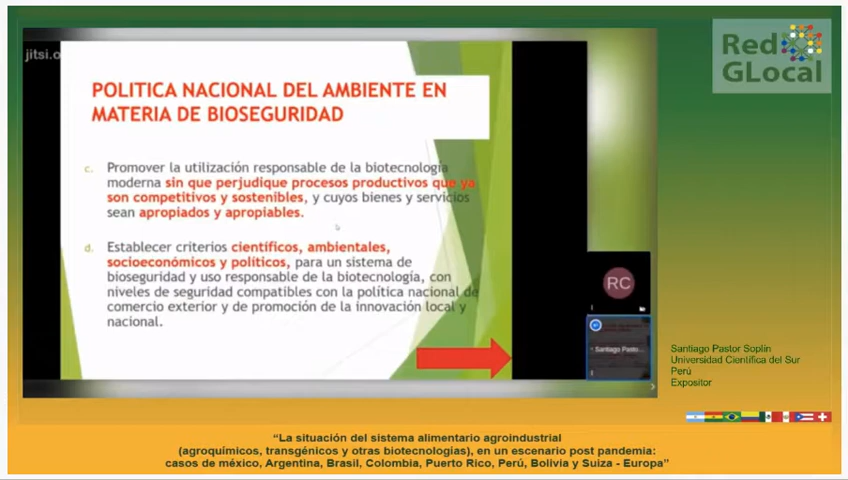 jitsi.o
Red
GLocal
POLITICA NACIONAL DEL AMBIENTE EN
MATERIA DE BIOSEGURIDAD
c. Promover la utilización responsable de la biotecnología
moderna sin que perjudique procesos productivos que ya
son competitivos y sostenibles, y cuyos bienes y servicios
sean apropiados y apropiables.
d. Establecer criterios científicos, ambientales,
socioeconómicos y políticos, para un sistema de
bioseguridad y uso responsable de la biotecnología, con
niveles de seguridad compatibles con la política nacional de
comercio exterior y de promoción de la innovación local y
nacional.
RC
Santiago Pasto...
Santiago Pastor Soplín
Universidad Científica del Sur
Perú
Expositor
“La situación del sistema alimentario agroindustrial
(agroquímicos, transgénicos y otras biotecnologías), en un escenario post pandemia:
casos de méxico, Argentina, Brasil, Colombia, Puerto Rico, Perú, Bolivia y Suiza - Europa”